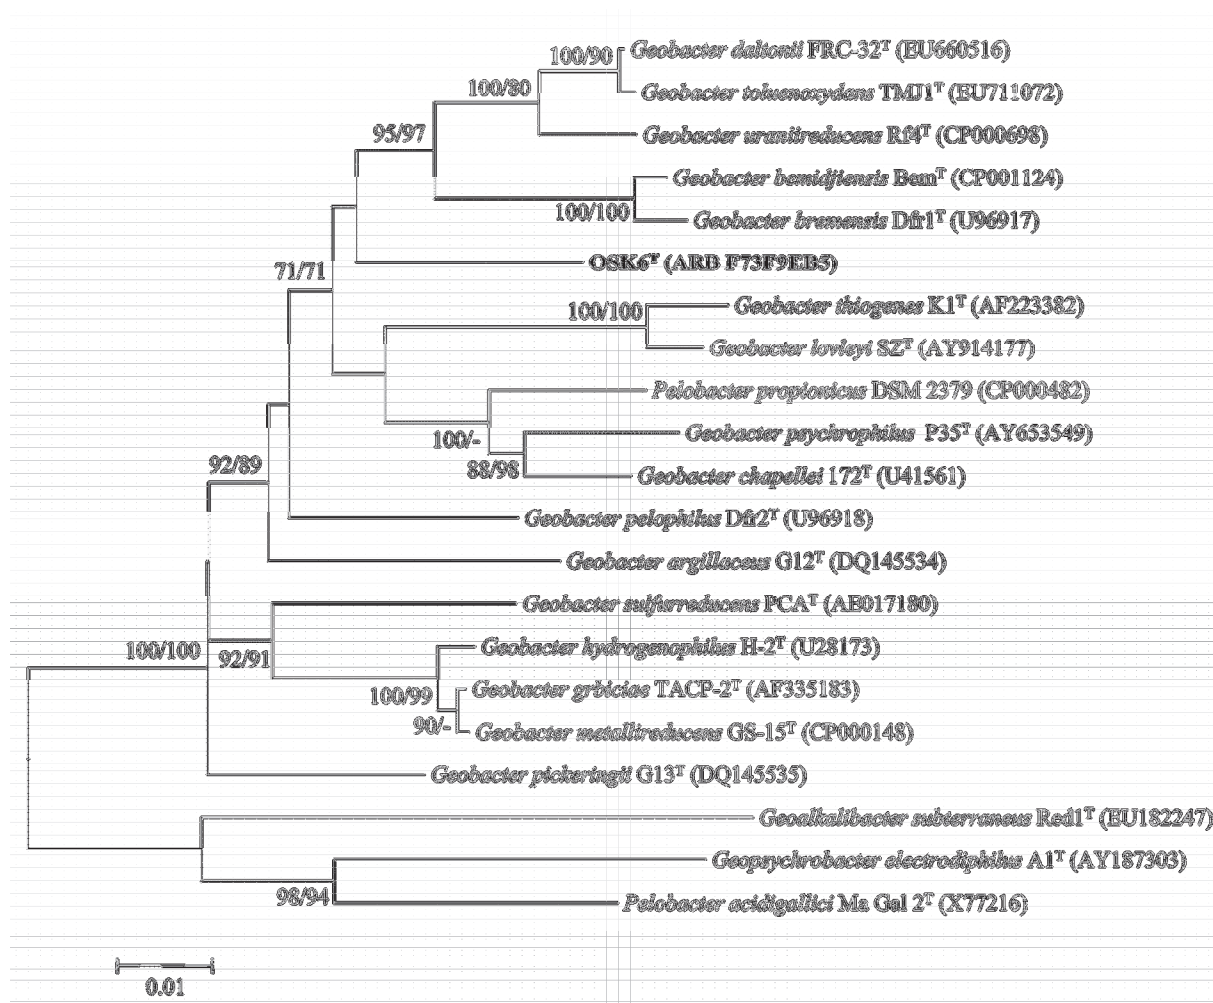 100/90
Geobacter daltonii FRC-32ᵀ (EU660516)
100/80
Geobacter toluenoxydans TMJ1ᵀ (EU711072)
95/97
Geobacter uraniireducens Rf4ᵀ (CP000698)
Geobacter bemidjiensis Bemᵀ (CP001124)
100/100
Geobacter bremensis Dfr1ᵀ (U96917)
71/71
OSK6ᵀ (ARB F73F9EB5)
100/100
Geobacter thiogenes K1ᵀ (AF223382)
Geobacter lovleyi SZᵀ (AY914177)
Pelobacter propionicus DSM 2379 (CP000482)
100/-
Geobacter psychrophilus P35ᵀ (AY653549)
92/89
88/98
Geobacter chapellei 172ᵀ (U41561)
Geobacter pelophilus Dfr2ᵀ (U96918)
Geobacter argillaceus G12ᵀ (DQ145534)
Geobacter sulfurreducens PCAᵀ (AE017180)
100/100
92/91
Geobacter hydrogenophilus H-2ᵀ (U28173)
100/99
Geobacter grbiciae TACP-2ᵀ (AF335183)
90/-
Geobacter metallireducens GS-15ᵀ (CP000148)
Geobacter pickeringii G13ᵀ (DQ145535)
Geoalkalibacter subterraneus Red1ᵀ (EU182247)
Geopsychrobacter electrodiphilus A1ᵀ (AY187303)
98/94
Pelobacter acidigallici Ma Gal 2ᵀ (X77216)
0.01